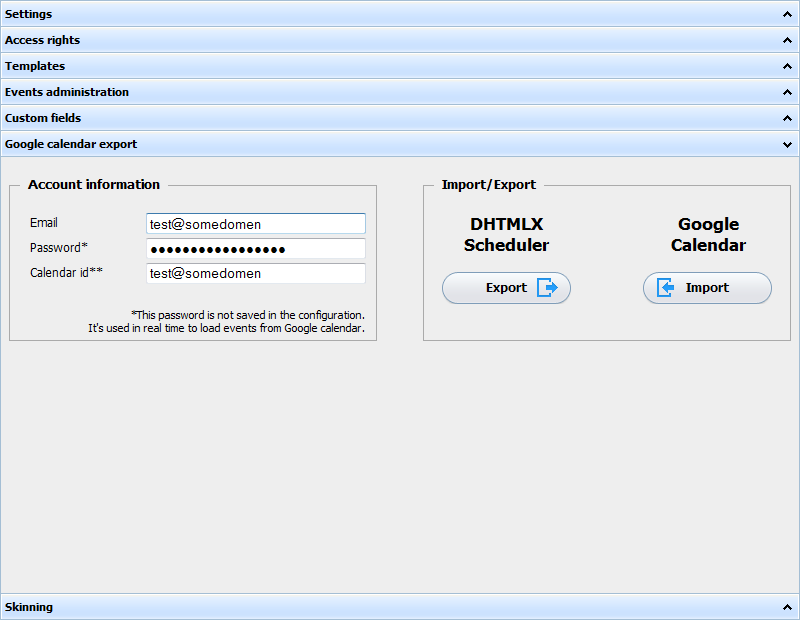 Settings
Access rights
Templates
Events administration
Custom fields
Google calendar export
Account information
Email
test@somedomen
Password*
●●●●●●●●●●●●●●●●●
Calendar id**
test@somedomen
*This password is not saved in the configuration.
It's used in real time to load events from Google calendar.
Import/Export
DHTMLX
Scheduler
Export
Google
Calendar
Import
Skinning